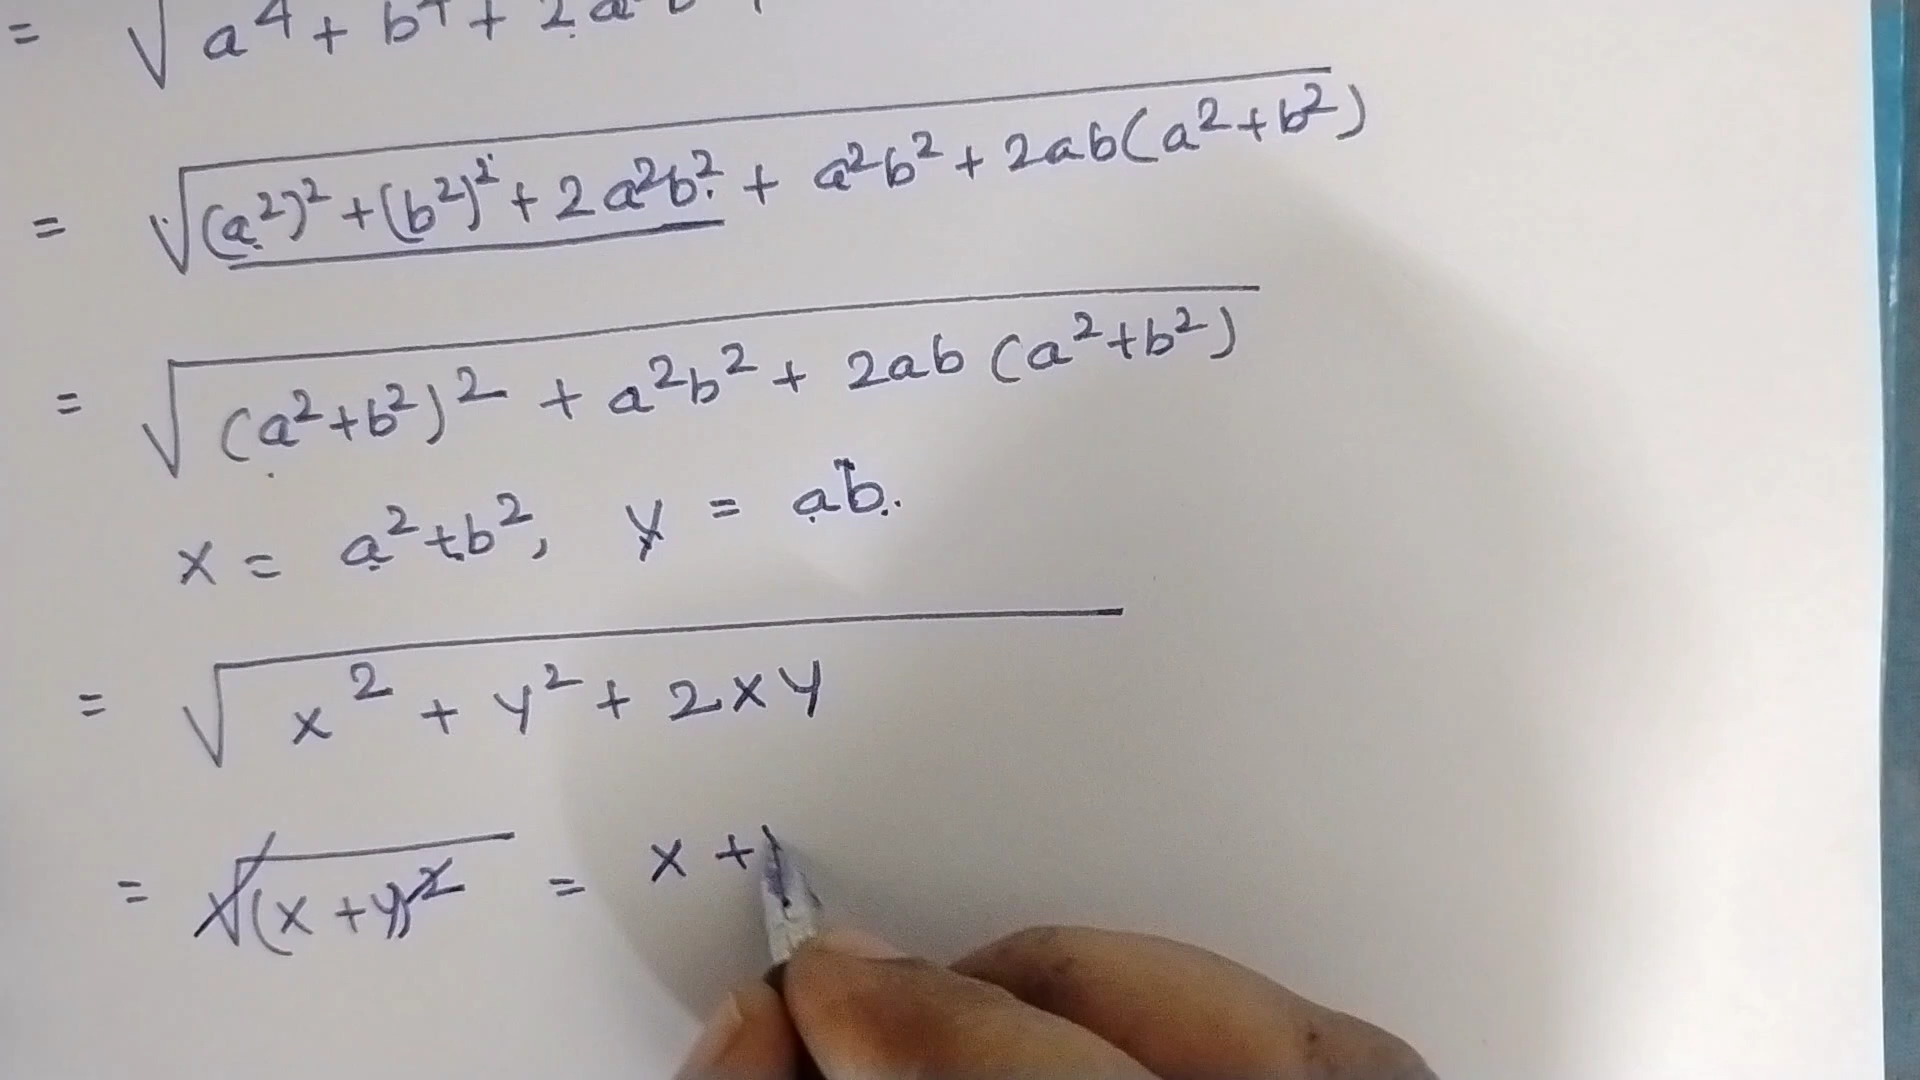 = √a⁴ + b⁴ + 2a
= √(a²)² + (b²)² + 2a²b² + a²b² + 2ab(a²+b²)
= √(a²+b²)² + a²b² + 2ab (a²+b²)
x = a²+b², y = ab.
= √x² + y² + 2xy
= √(x+y)² = x +